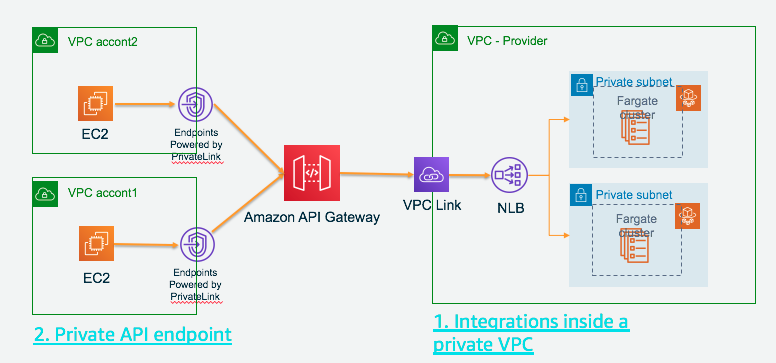 VPC accont2
EC2
Endpoints
Powered by
PrivateLink
VPC accont1
EC2
Endpoints
Powered by
PrivateLink
2. Private API endpoint
Amazon API Gateway
VPC - Provider
VPC Link
NLB
Private subnet
Fargate
cluster
Private subnet
Fargate
cluster
1. Integrations inside a
private VPC